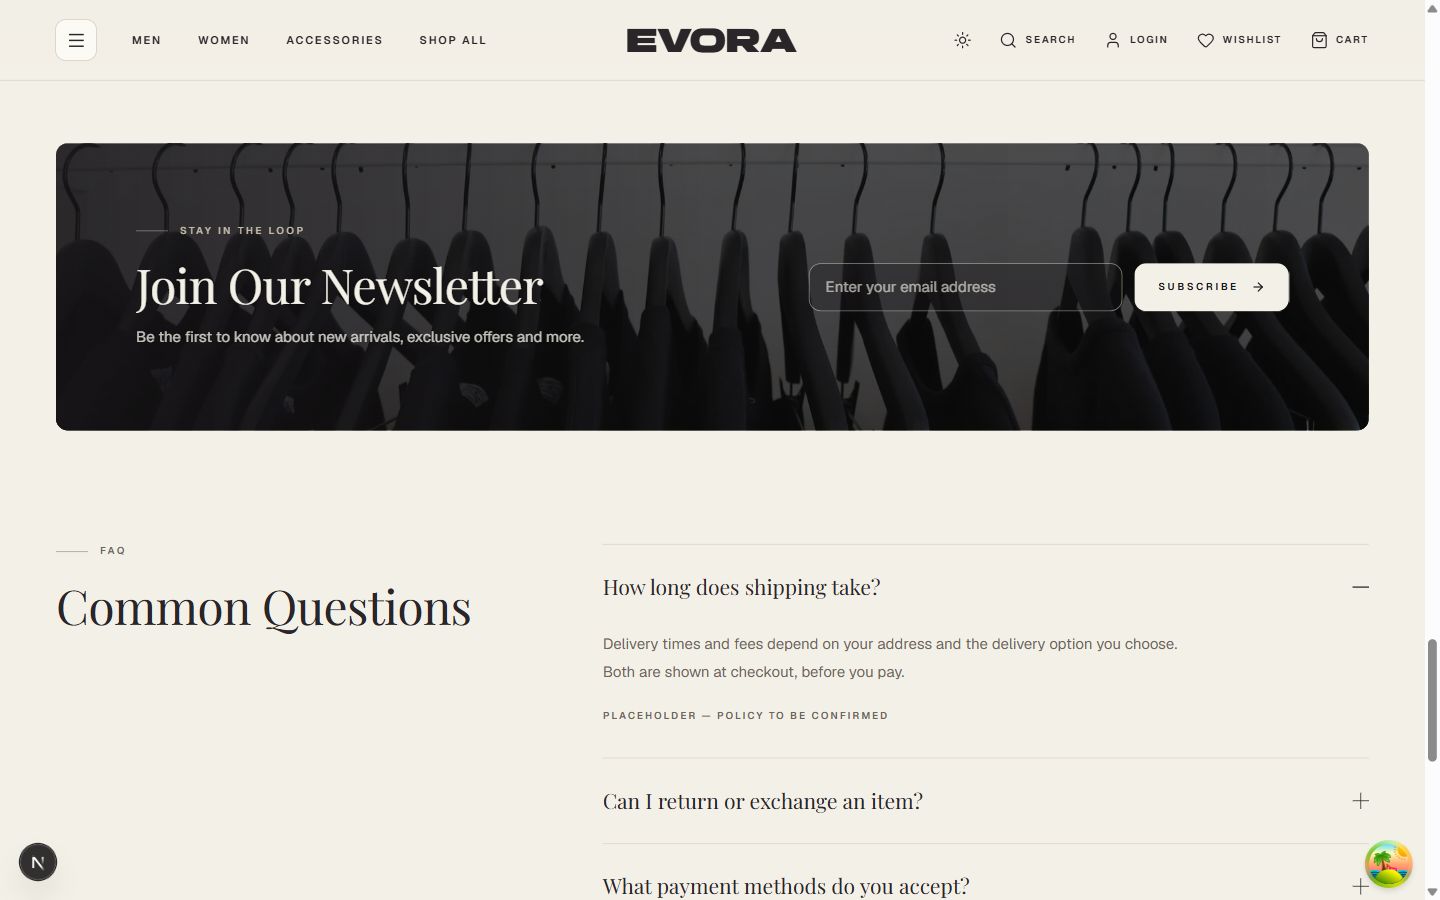 MEN
WOMEN
ACCESSORIES
SHOP ALL
EVORA
SEARCH
LOGIN
WISHLIST
CART
STAY IN THE LOOP
Join Our Newsletter
Be the first to know about new arrivals, exclusive offers and more.
Enter your email address
SUBSCRIBE
FAQ
Common Questions
How long does shipping take?
Delivery times and fees depend on your address and the delivery option you choose.
Both are shown at checkout, before you pay.
PLACEHOLDER — POLICY TO BE CONFIRMED
Can I return or exchange an item?
What payment methods do you accept?
N